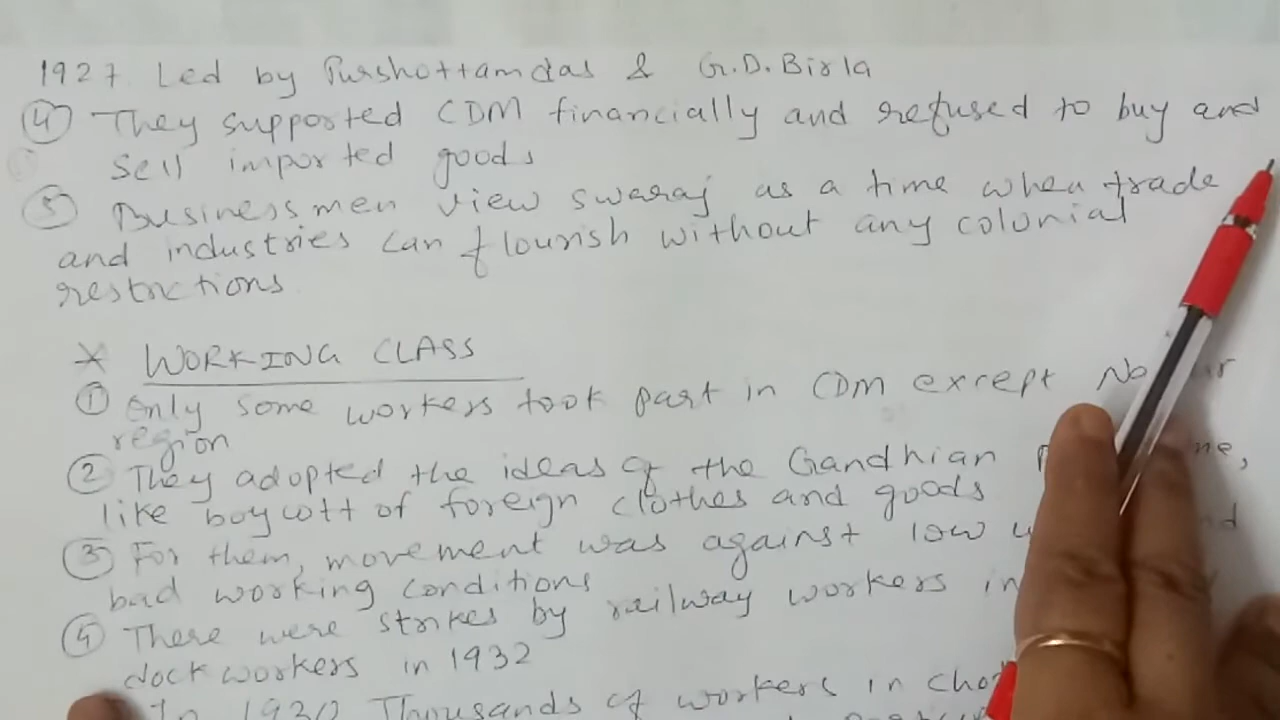 1927. Led by Purshottamdas & G.D. Birla
④ They supported CDM financially and refused to buy and
sell imported goods
⑤ Businessmen view swaraj as a time when trade
and industries can flourish without any colonial
restrictions
* WORKING CLASS
① Only some workers took part in CDM except
region
② They adopted the ideas of the Gandhian
like boycott of foreign clothes and goods
③ For them, movement was against low
bad working conditions
④ There were strikes by railway workers in
dock workers in 1932
In 1930 Thousands of workers in